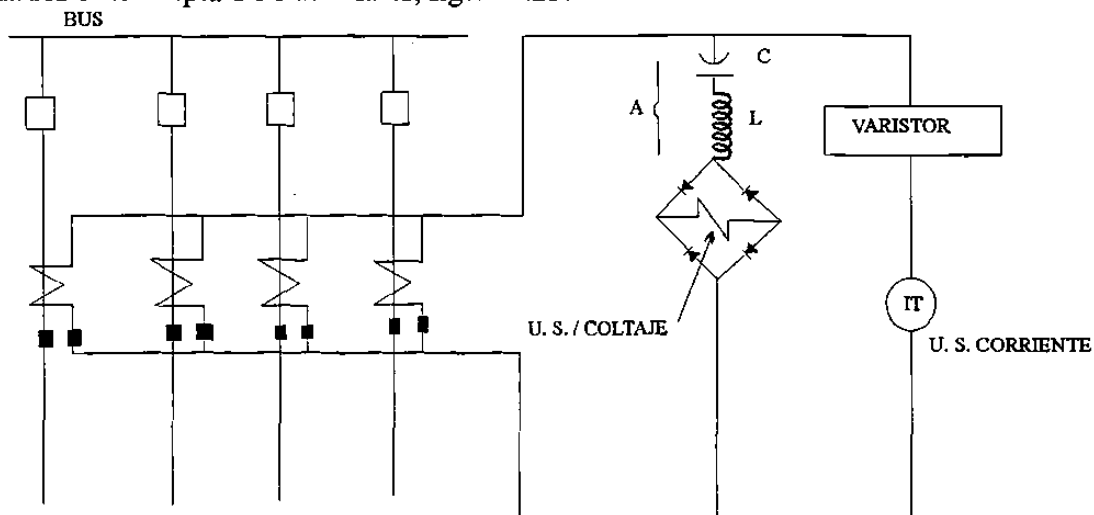 BUS
C
A
L
VARISTOR
IT
U. S. / COLTAJE
U. S. CORRIENTE